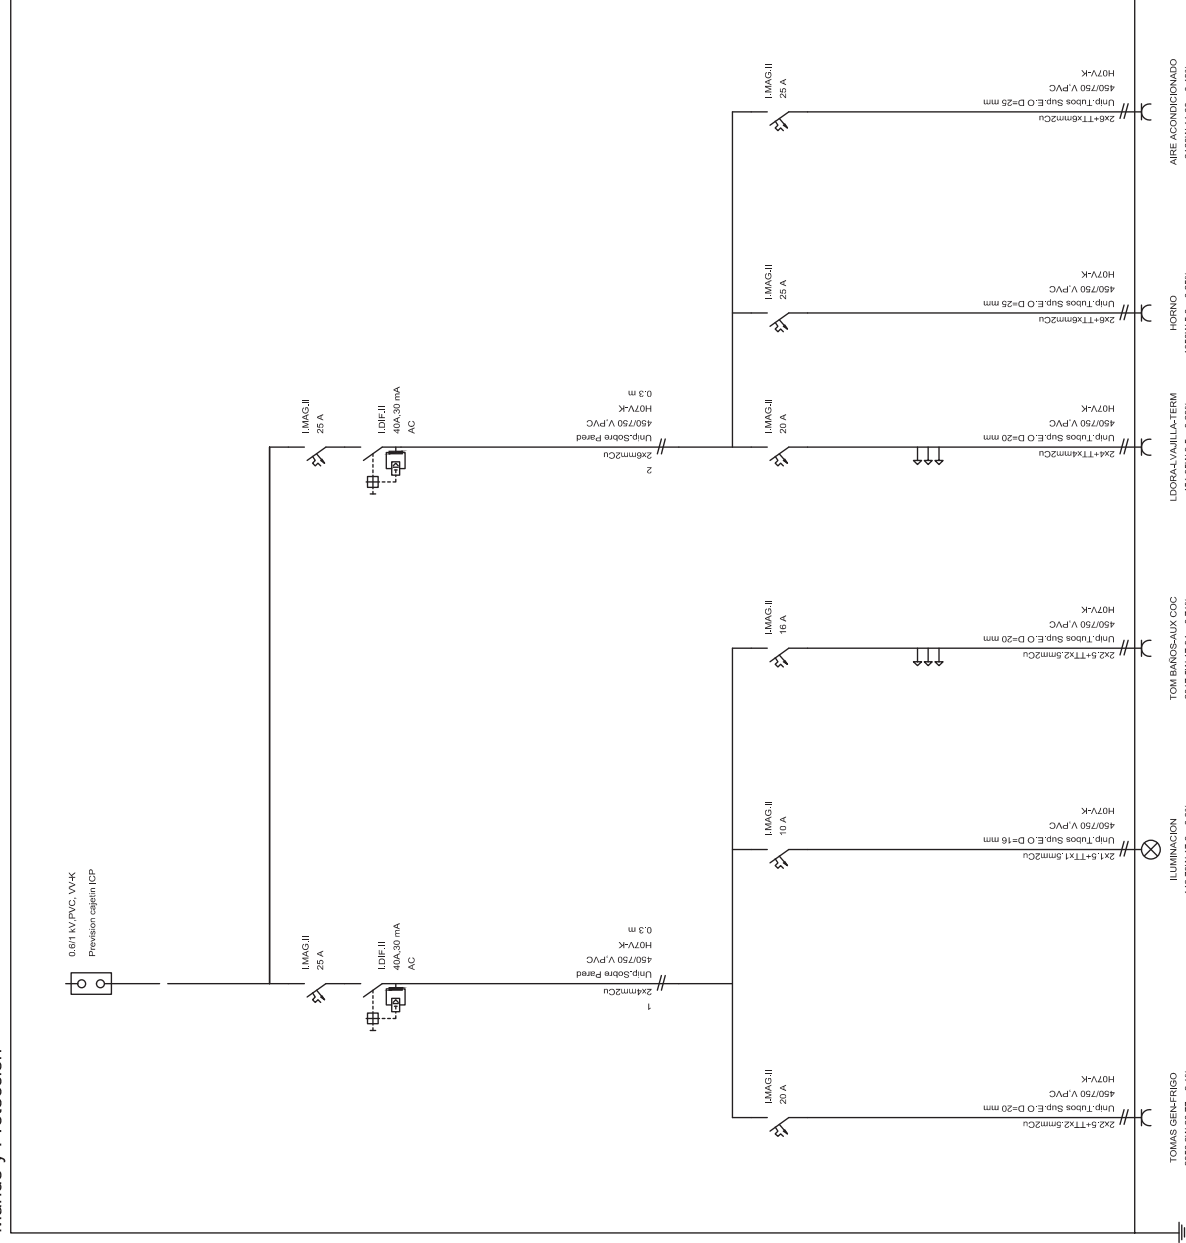 Mando y Protección
0.6/1 kV,PVC, VV-K
Prevision cajetin ICP
I.MAG.II
25 A
I.DIF.II
40A,30 mA
AC
1
2x4mm2Cu
Unip.Sobre Pared
450/750 V,PVC
H07V-K
0.3 m
I.MAG.II
25 A
I.DIF.II
40A,30 mA
AC
2
2x6mm2Cu
Unip.Sobre Pared
450/750 V,PVC
H07V-K
0.3 m
I.MAG.II
20 A
2x2.5+TTx2.5mm2Cu
Unip.Tubos Sup.E.O D=20 mm
450/750 V,PVC
H07V-K
TOMAS GEN-FRIGO
I.MAG.II
10 A
2x1.5+TTx1.5mm2Cu
Unip.Tubos Sup.E.O D=16 mm
450/750 V,PVC
H07V-K
ILUMINACION
I.MAG.II
16 A
2x2.5+TTx2.5mm2Cu
Unip.Tubos Sup.E.O D=20 mm
450/750 V,PVC
H07V-K
TOM BAÑOS-AUX COC
I.MAG.II
20 A
2x4+TTx4mm2Cu
Unip.Tubos Sup.E.O D=20 mm
450/750 V,PVC
H07V-K
LDORA-LVAJILLA-TERM
I.MAG.II
25 A
2x6+TTx6mm2Cu
Unip.Tubos Sup.E.O D=25 mm
450/750 V,PVC
H07V-K
HORNO
I.MAG.II
25 A
2x6+TTx6mm2Cu
Unip.Tubos Sup.E.O D=25 mm
450/750 V,PVC
H07V-K
AIRE ACONDICIONADO